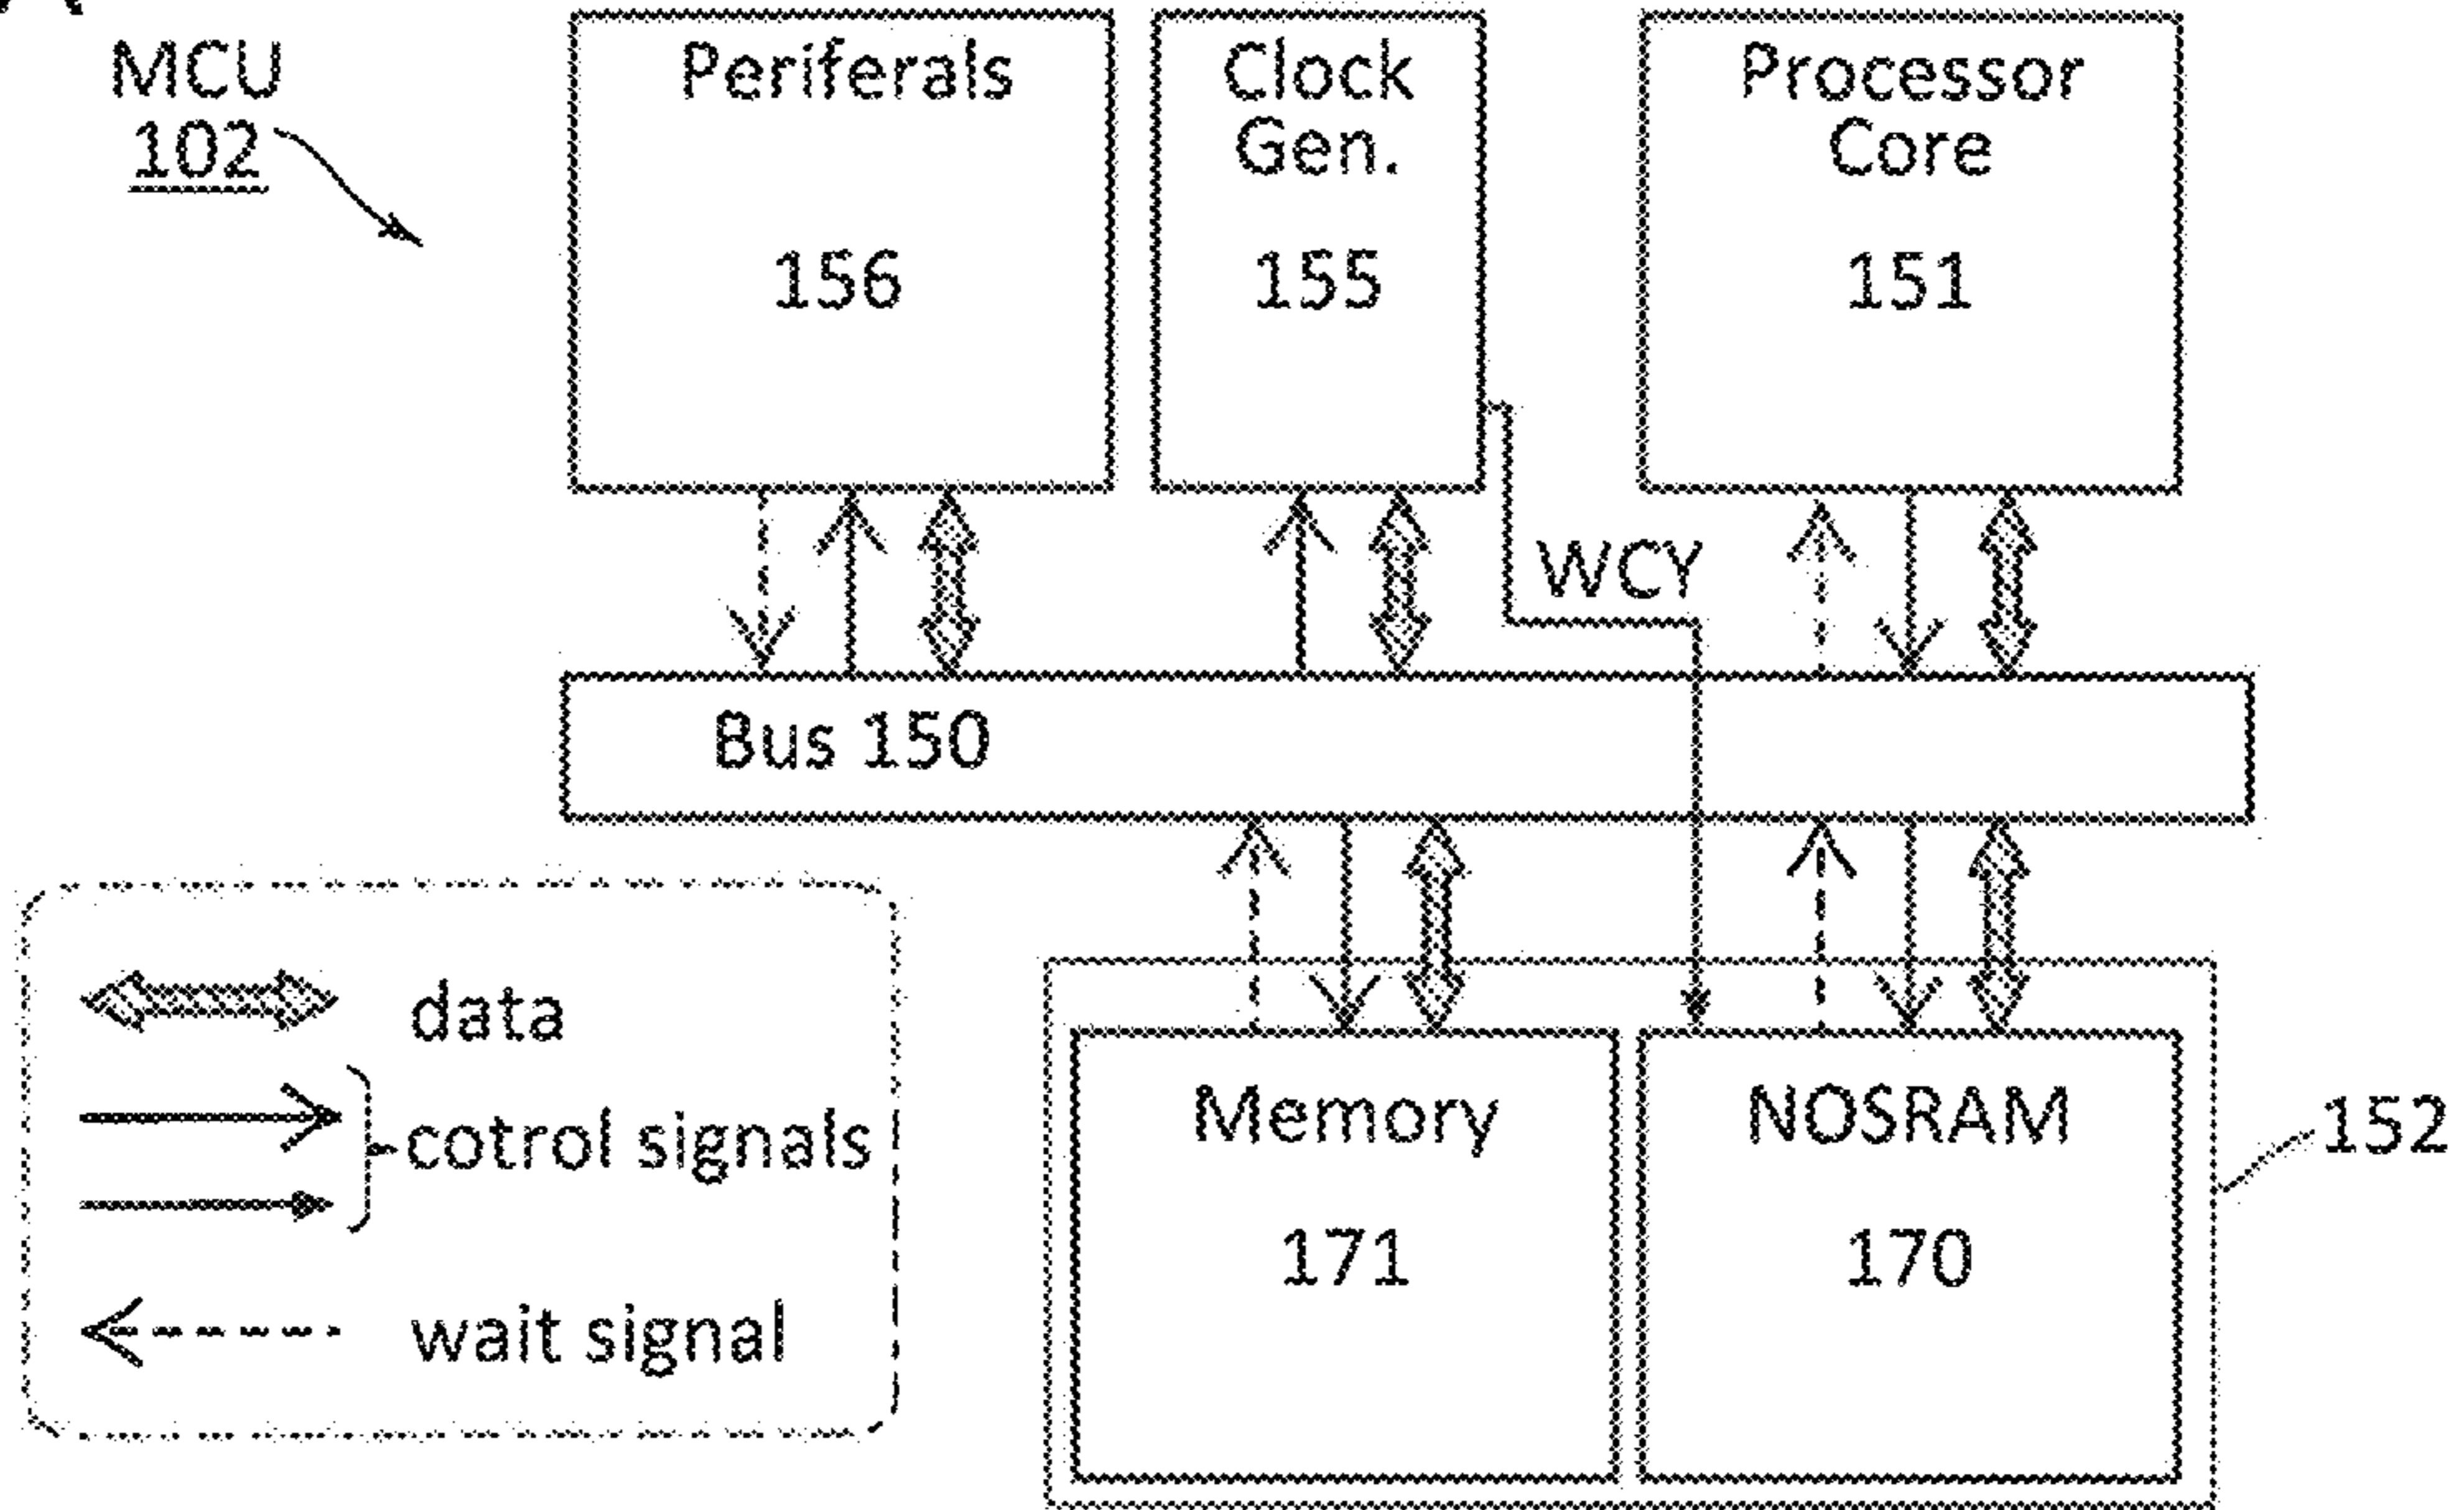 MCU
102
Periferals
156
Clock
Gen.
155
Processor
Core
151
WCY
Bus 150
data
cotrol signals
wait signal
Memory
171
NOSRAM
170
152